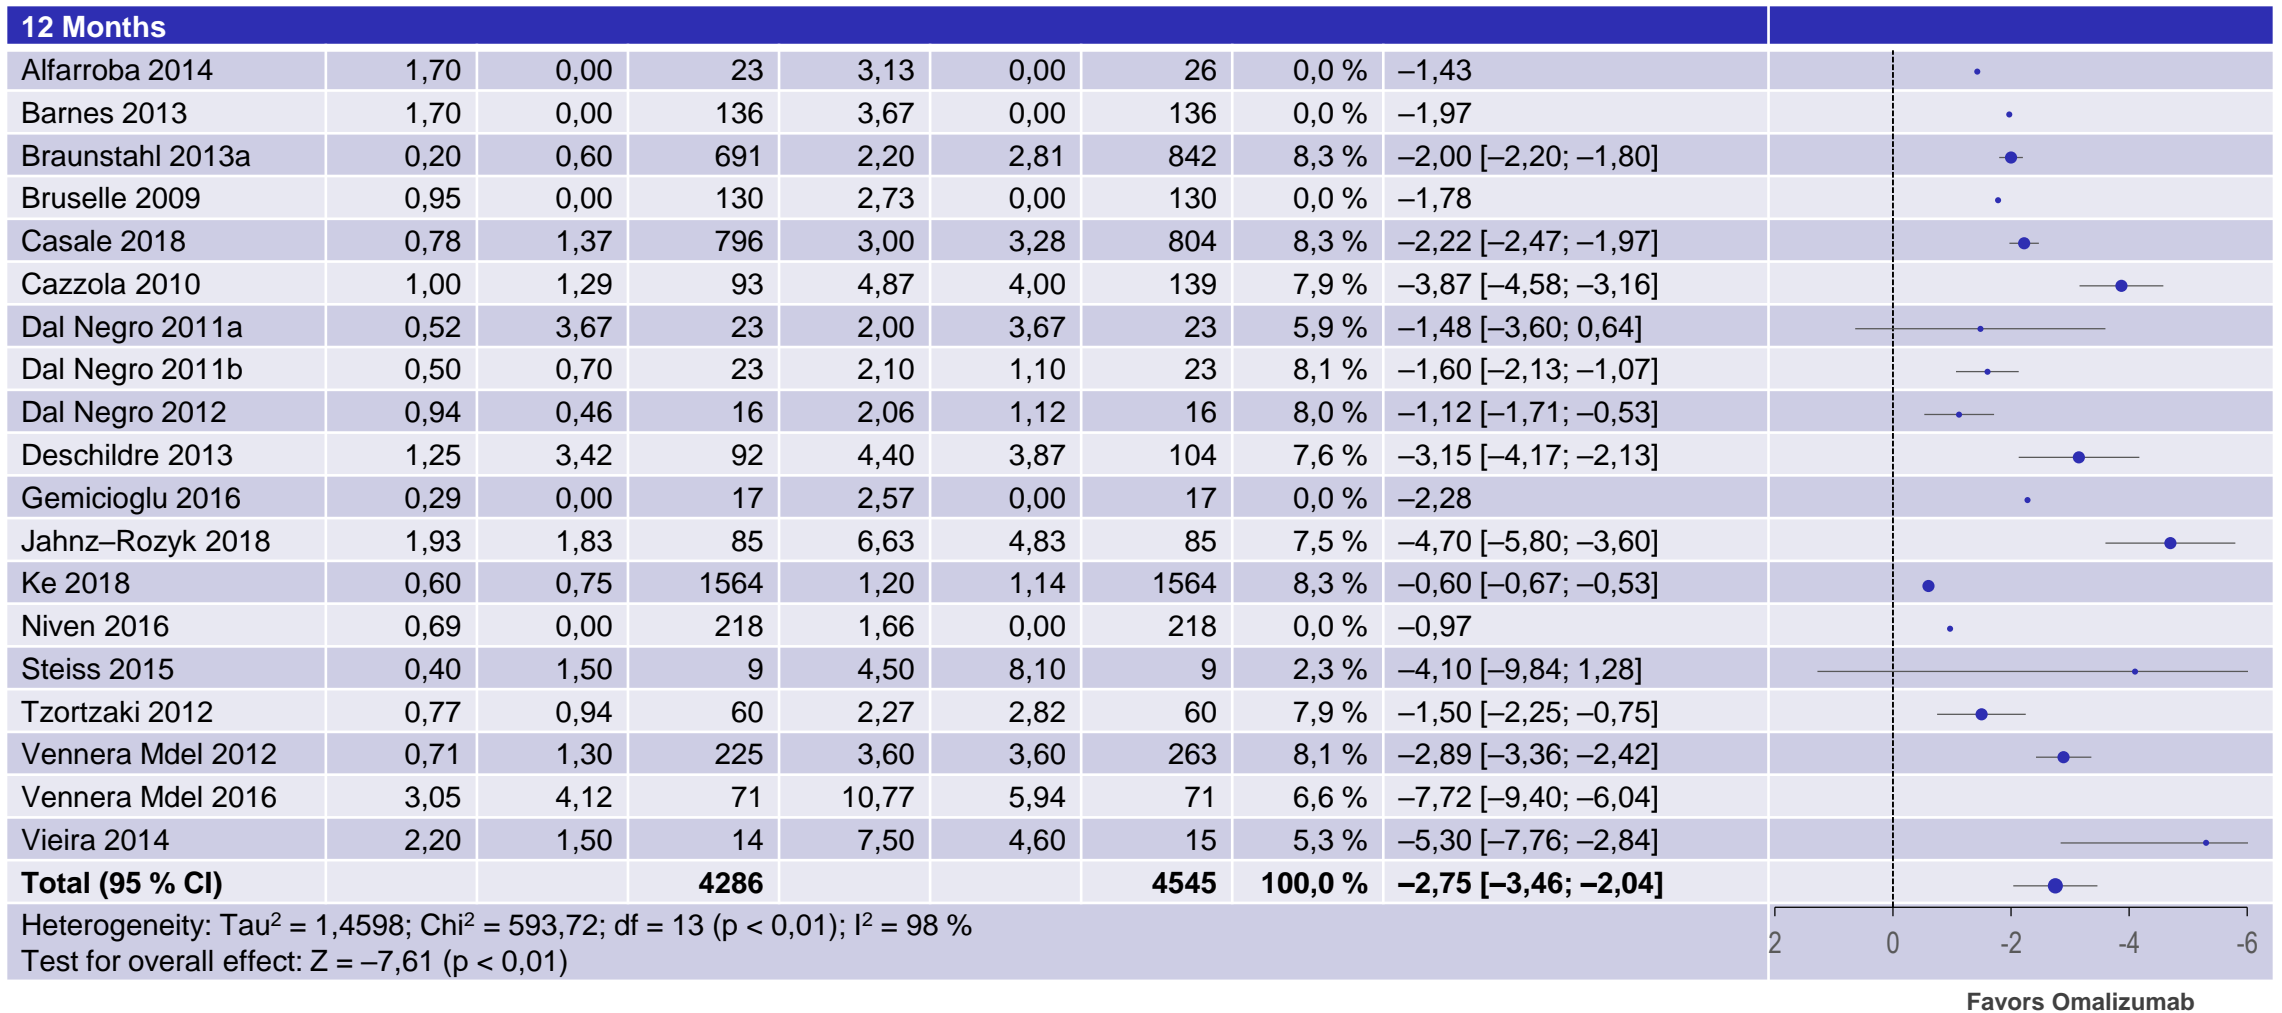 12 Months
Alfarroba 2014 1,70 0,00 23 3,13 0,00 26 0,0 % –1,43
Barnes 2013 1,70 0,00 136 3,67 0,00 136 0,0 % –1,97
Braunstahl 2013a 0,20 0,60 691 2,20 2,81 842 8,3 % –2,00 [–2,20; –1,80]
Bruselle 2009 0,95 0,00 130 2,73 0,00 130 0,0 % –1,78
Casale 2018 0,78 1,37 796 3,00 3,28 804 8,3 % –2,22 [–2,47; –1,97]
Cazzola 2010 1,00 1,29 93 4,87 4,00 139 7,9 % –3,87 [–4,58; –3,16]
Dal Negro 2011a 0,52 3,67 23 2,00 3,67 23 5,9 % –1,48 [–3,60; 0,64]
Dal Negro 2011b 0,50 0,70 23 2,10 1,10 23 8,1 % –1,60 [–2,13; –1,07]
Dal Negro 2012 0,94 0,46 16 2,06 1,12 16 8,0 % –1,12 [–1,71; –0,53]
Deschildre 2013 1,25 3,42 92 4,40 3,87 104 7,6 % –3,15 [–4,17; –2,13]
Gemicioglu 2016 0,29 0,00 17 2,57 0,00 17 0,0 % –2,28
Jahnz–Rozyk 2018 1,93 1,83 85 6,63 4,83 85 7,5 % –4,70 [–5,80; –3,60]
Ke 2018 0,60 0,75 1564 1,20 1,14 1564 8,3 % –0,60 [–0,67; –0,53]
Niven 2016 0,69 0,00 218 1,66 0,00 218 0,0 % –0,97
Steiss 2015 0,40 1,50 9 4,50 8,10 9 2,3 % –4,10 [–9,84; 1,28]
Tzortzaki 2012 0,77 0,94 60 2,27 2,82 60 7,9 % –1,50 [–2,25; –0,75]
Vennera Mdel 2012 0,71 1,30 225 3,60 3,60 263 8,1 % –2,89 [–3,36; –2,42]
Vennera Mdel 2016 3,05 4,12 71 10,77 5,94 71 6,6 % –7,72 [–9,40; –6,04]
Vieira 2014 2,20 1,50 14 7,50 4,60 15 5,3 % –5,30 [–7,76; –2,84]
Total (95 % CI) 4286 4545 100,0 % –2,75 [–3,46; –2,04]
Heterogeneity: Tau² = 1,4598; Chi² = 593,72; df = 13 (p < 0,01); I² = 98 %
Test for overall effect: Z = –7,61 (p < 0,01)
2 0 -2 -4 -6
Favors Omalizumab